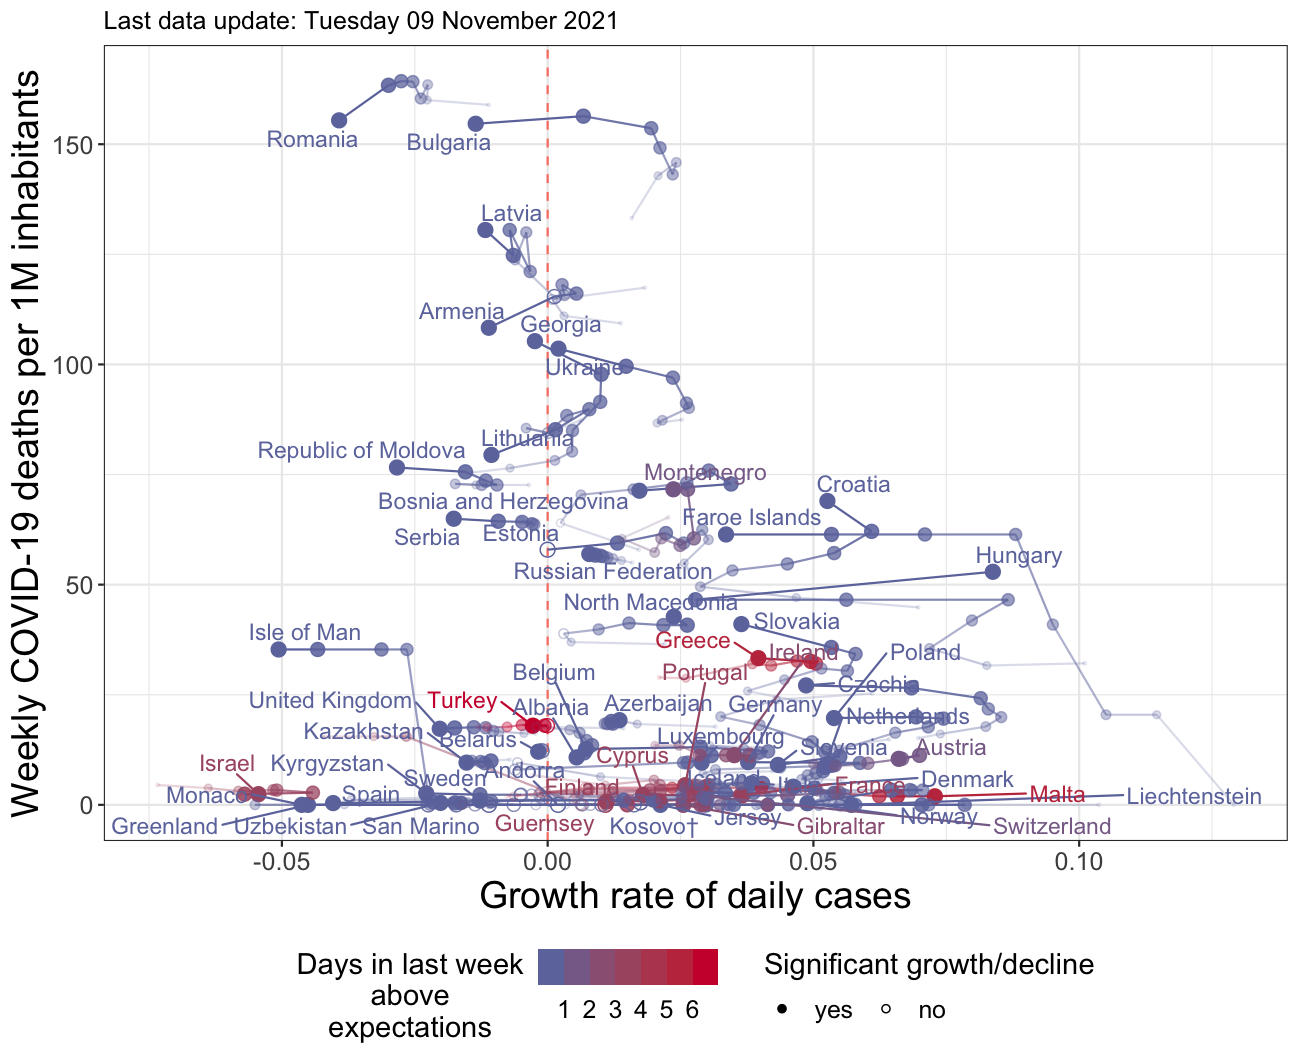 Last data update: Tuesday 09 November 2021
Weekly COVID-19 deaths per 1M inhabitants
150
100
50
0
Romania
Bulgaria
Latvia
Armenia
Georgia
Ukraine
Lithuania
Republic of Moldova
Montenegro
Bosnia and Herzegovina
Croatia
Serbia
Estonia
Faroe Islands
Russian Federation
Hungary
North Macedonia
Isle of Man
Slovakia
Greece
Ireland
Poland
Belgium
Portugal
Czechia
United Kingdom
Turkey
Albania
Azerbaijan
Germany
Netherlands
Kazakhstan
Belarus
Luxembourg
Slovenia
Austria
Israel
Kyrgyzstan
Andorra
Cyprus
Sweden
Iceland
Denmark
Monaco
Spain
Finland
Italy
France
Malta
Liechtenstein
Greenland
Uzbekistan
San Marino
Guernsey
Kosovo†
Jersey
Gibraltar
Norway
Switzerland
-0.05
0.00
0.05
0.10
Growth rate of daily cases
Days in last week
above
expectations
1 2 3 4 5 6
Significant growth/decline
yes
no